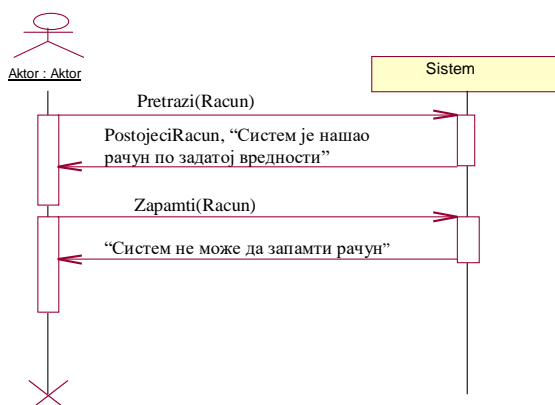 Aktor : Aktor
Sistem
Pretrazi(Racun)
PostojeciRacun, “Систем је нашао
рачун по задатој вредности”
Zapamti(Racun)
“Систем не може да запамти рачун”